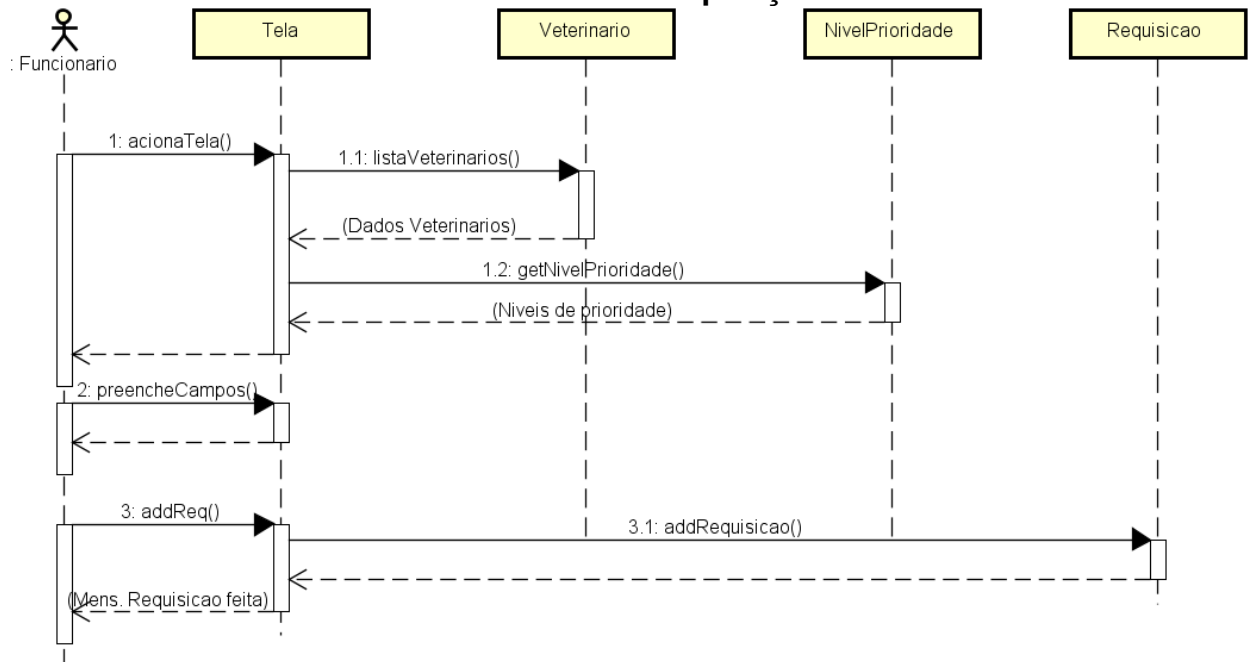 : Funcionario
Tela
Veterinario
NivelPrioridade
Requisicao
1: acionaTela()
1.1: listaVeterinarios()
(Dados Veterinarios)
1.2: getNivelPrioridade()
(Niveis de prioridade)
2: preencheCampos()
3: addReq()
3.1: addRequisicao()
(Mens. Requisicao feita)